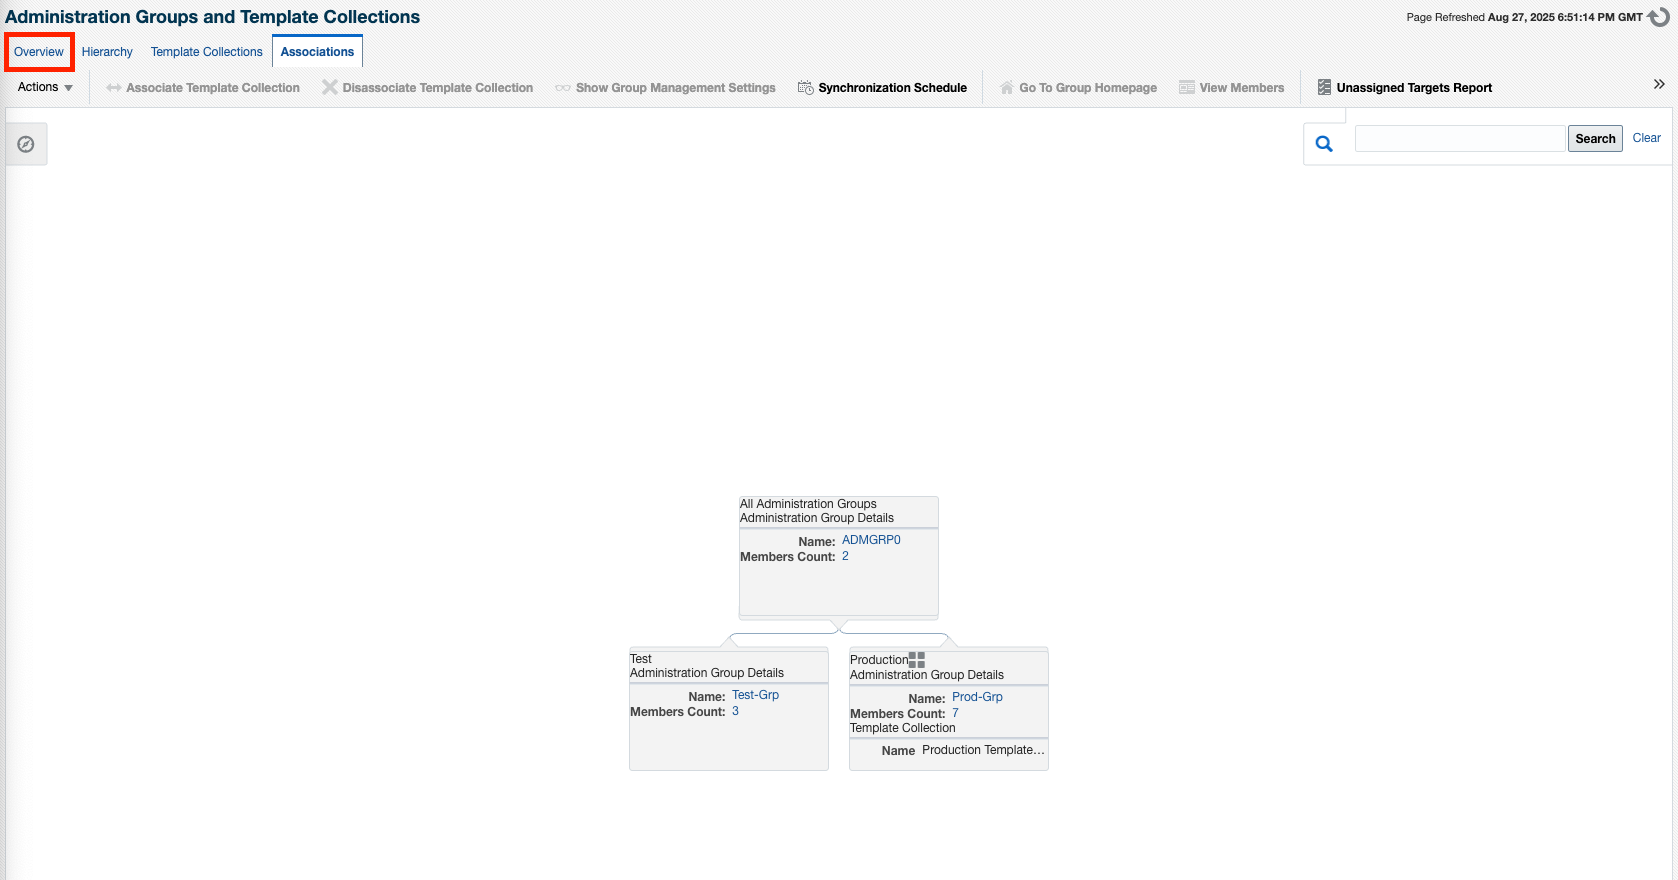 Administration Groups and Template Collections
Page Refreshed Aug 27, 2025 6:51:14 PM GMT
Overview Hierarchy Template Collections Associations
Actions Associate Template Collection Disassociate Template Collection Show Group Management Settings Synchronization Schedule Go To Group Homepage View Members Unassigned Targets Report
Search Clear
All Administration Groups
Administration Group Details
Name: ADMGRP0
Members Count: 2
Test
Administration Group Details
Name: Test-Grp
Members Count: 3
Production
Administration Group Details
Name: Prod-Grp
Members Count: 7
Template Collection
Name Production Template...